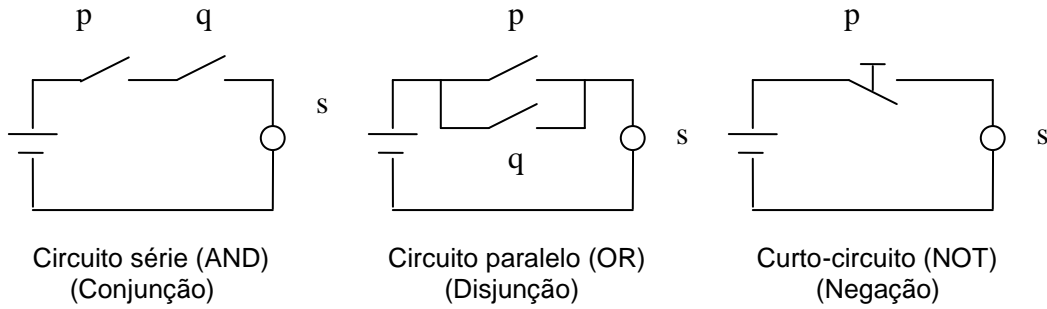 p q
p
p
s
s
s
q
Circuito série (AND)
(Conjunção)
Circuito paralelo (OR)
(Disjunção)
Curto-circuito (NOT)
(Negação)